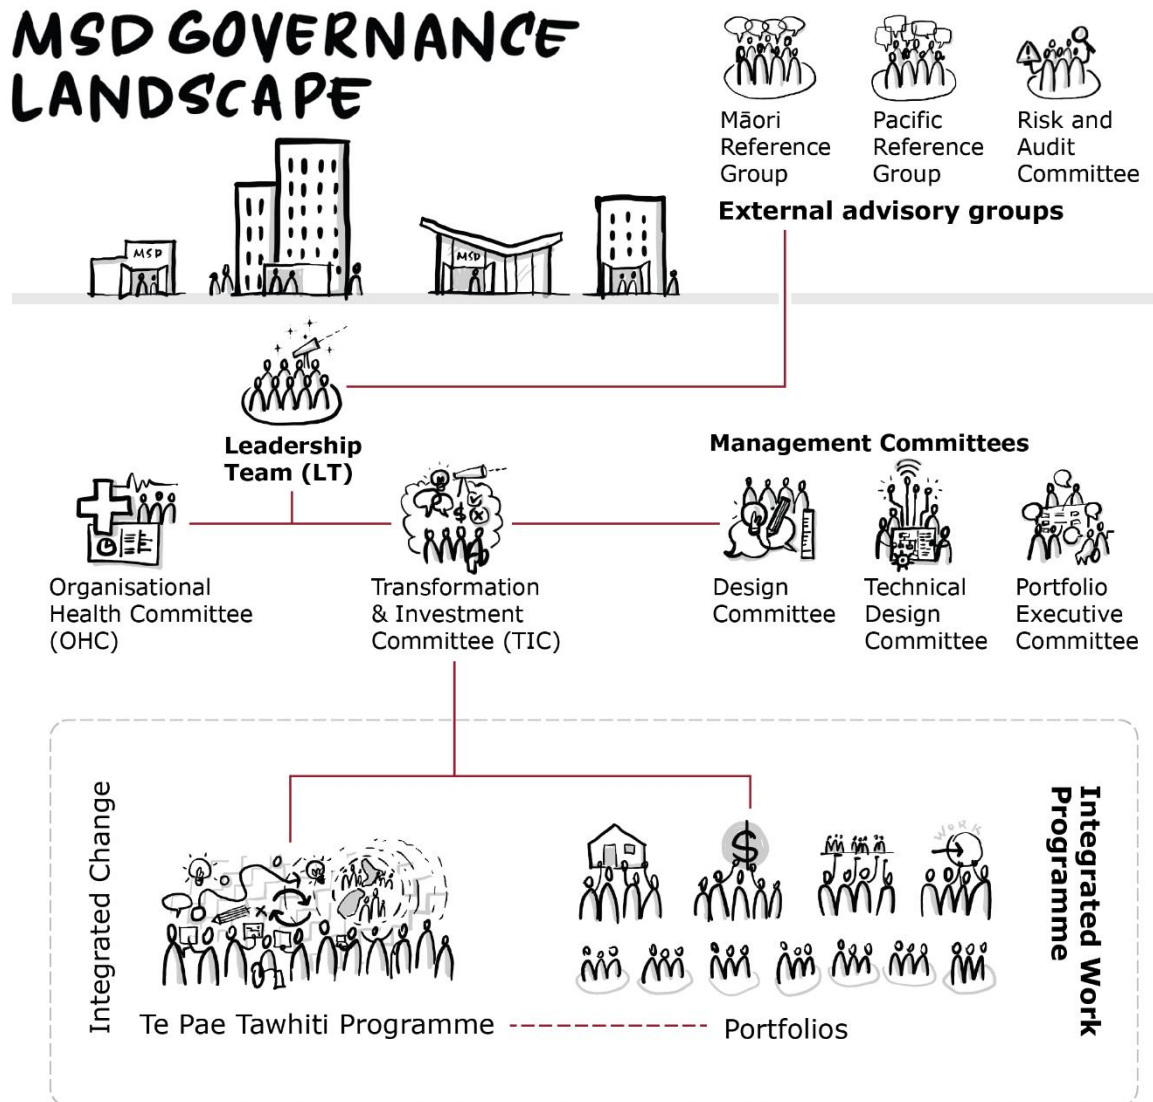 MSD GOVERNANCE
LANDSCAPE
Māori
Reference
Group
Pacific
Reference
Group
Risk and
Audit
Committee
External advisory groups
MSD
MSD
Leadership
Team (LT)
Management Committees
Organisational
Health Committee
(OHC)
Transformation
& Investment
Committee (TIC)
Design
Committee
Technical
Design
Committee
Portfolio
Executive
Committee
Integrated Change
WORK
Integrated Work
Programme
Te Pae Tawhiti Programme
Portfolios